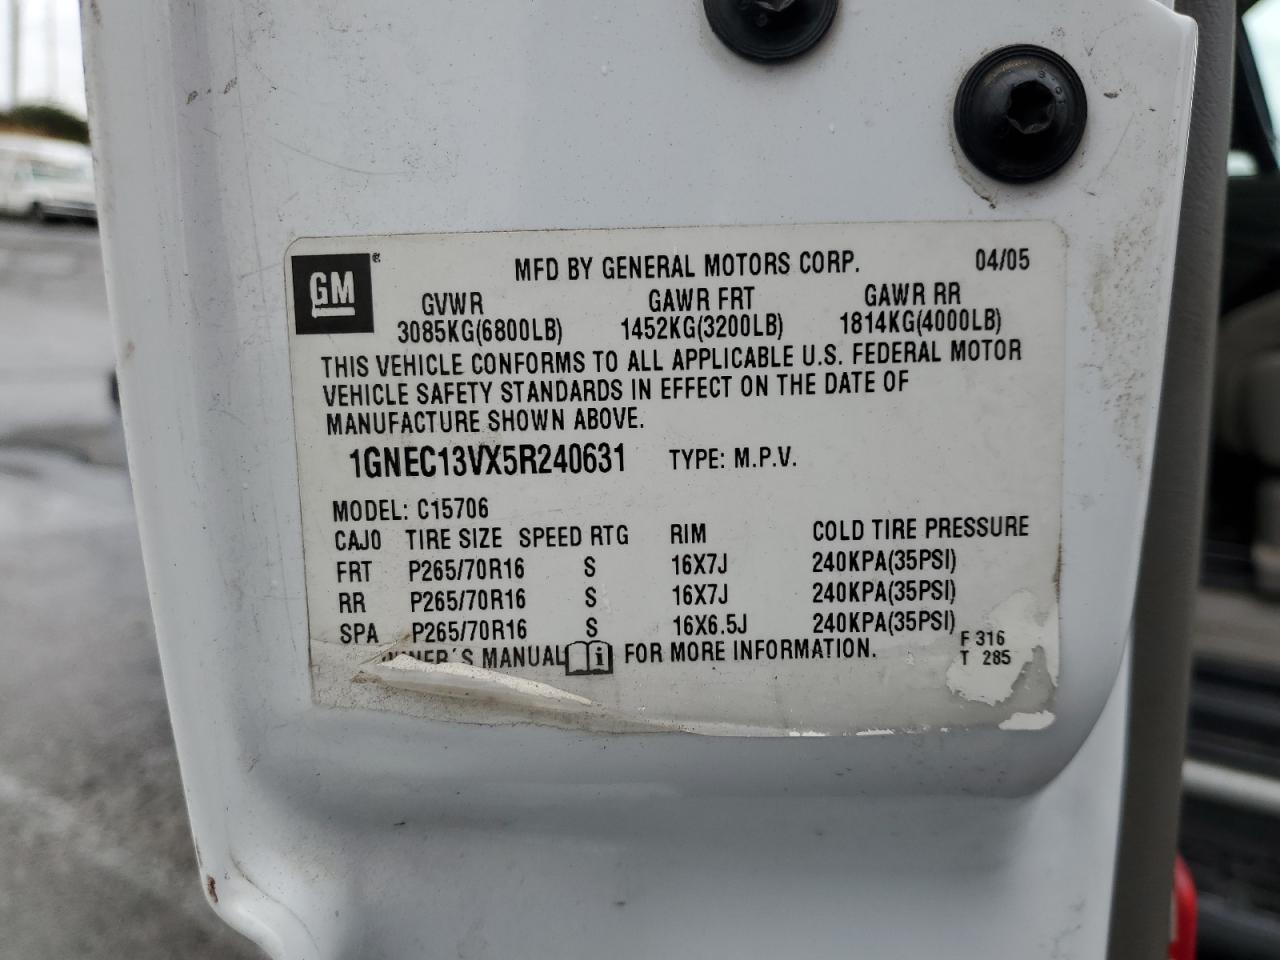 GM ®
MFD BY GENERAL MOTORS CORP. 04/05
GVWR GAWR FRT GAWR RR
3085KG(6800LB) 1452KG(3200LB) 1814KG(4000LB)
THIS VEHICLE CONFORMS TO ALL APPLICABLE U.S. FEDERAL MOTOR
VEHICLE SAFETY STANDARDS IN EFFECT ON THE DATE OF
MANUFACTURE SHOWN ABOVE.
1GNEC13VX5R240631 TYPE: M.P.V.
MODEL: C15706
CAJ0 TIRE SIZE SPEED RTG RIM COLD TIRE PRESSURE
FRT P265/70R16 S 16X7J 240KPA(35PSI)
RR P265/70R16 S 16X7J 240KPA(35PSI)
SPA P265/70R16 S 16X6.5J 240KPA(35PSI)
WNER'S MANUAL i FOR MORE INFORMATION.
F 316
T 285